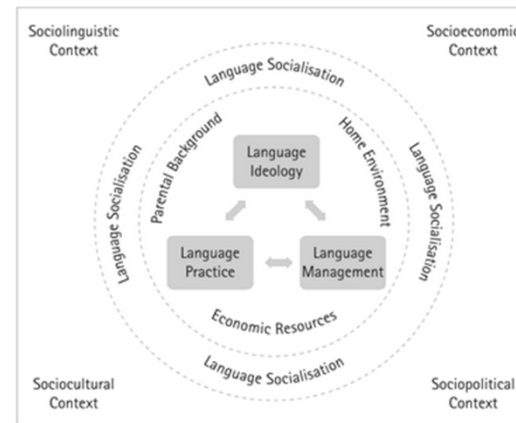 Sociolinguistic
Context
Socioeconomic
Context
Language Socialisation
Parental Background
Home Environment
Language Socialisation
Language Socialisation
Language
Ideology
Language
Practice
Language
Management
Economic Resources
Language Socialisation
Sociocultural
Context
Sociopolitical
Context